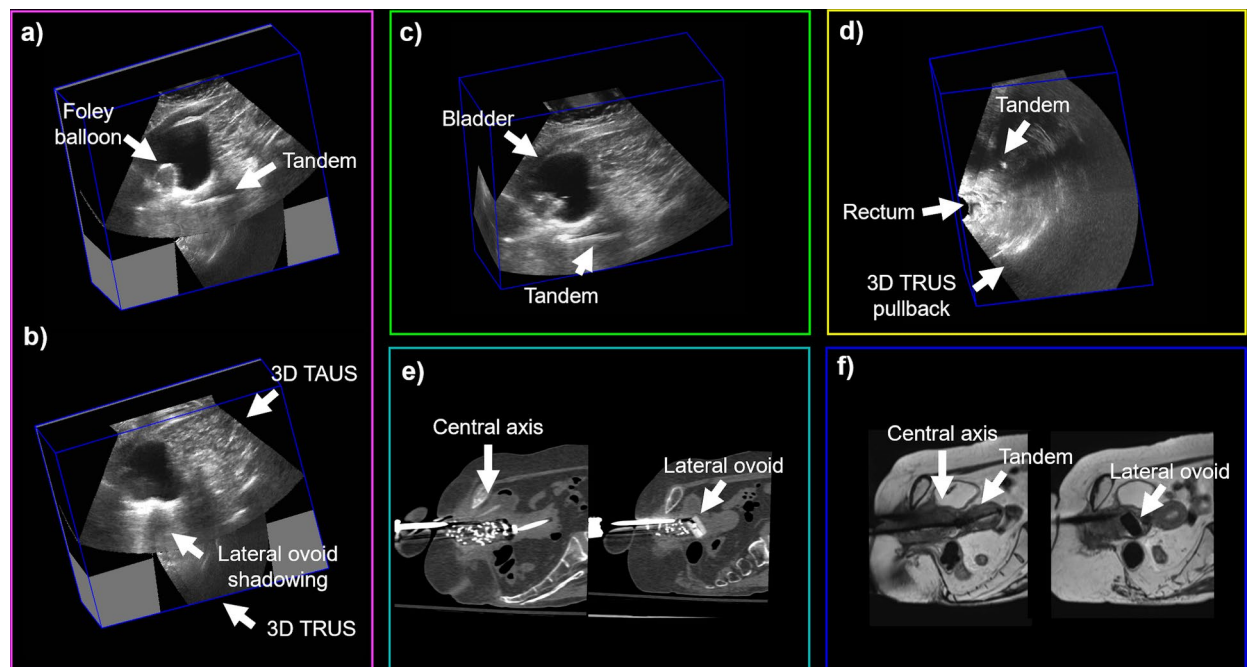 a)
Foley
balloon
Tandem
b)
3D TAUS
Lateral ovoid
shadowing
3D TRUS
c)
Bladder
Tandem
d)
Tandem
Rectum
3D TRUS
pullback
e)
Central axis
Lateral ovoid
f)
Central axis
Tandem
Lateral ovoid